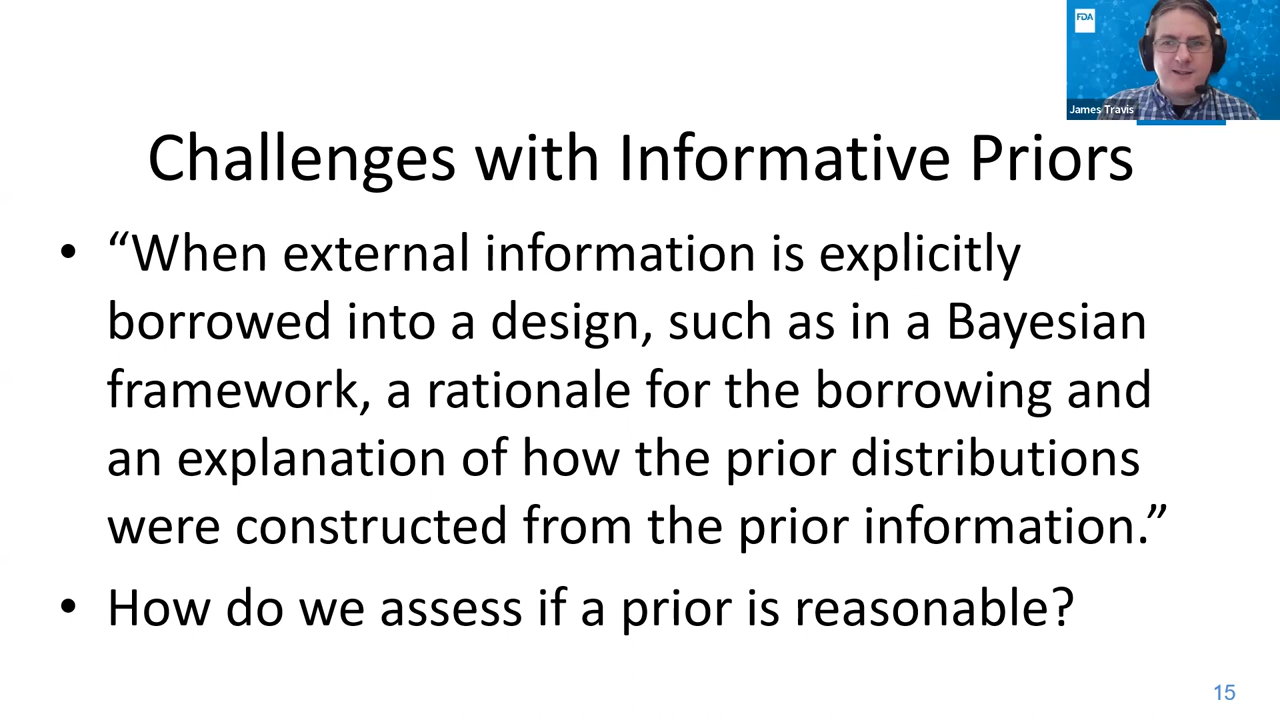 FDA
James Travis
Challenges with Informative Priors
• “When external information is explicitly
borrowed into a design, such as in a Bayesian
framework, a rationale for the borrowing and
an explanation of how the prior distributions
were constructed from the prior information.”
• How do we assess if a prior is reasonable?
15